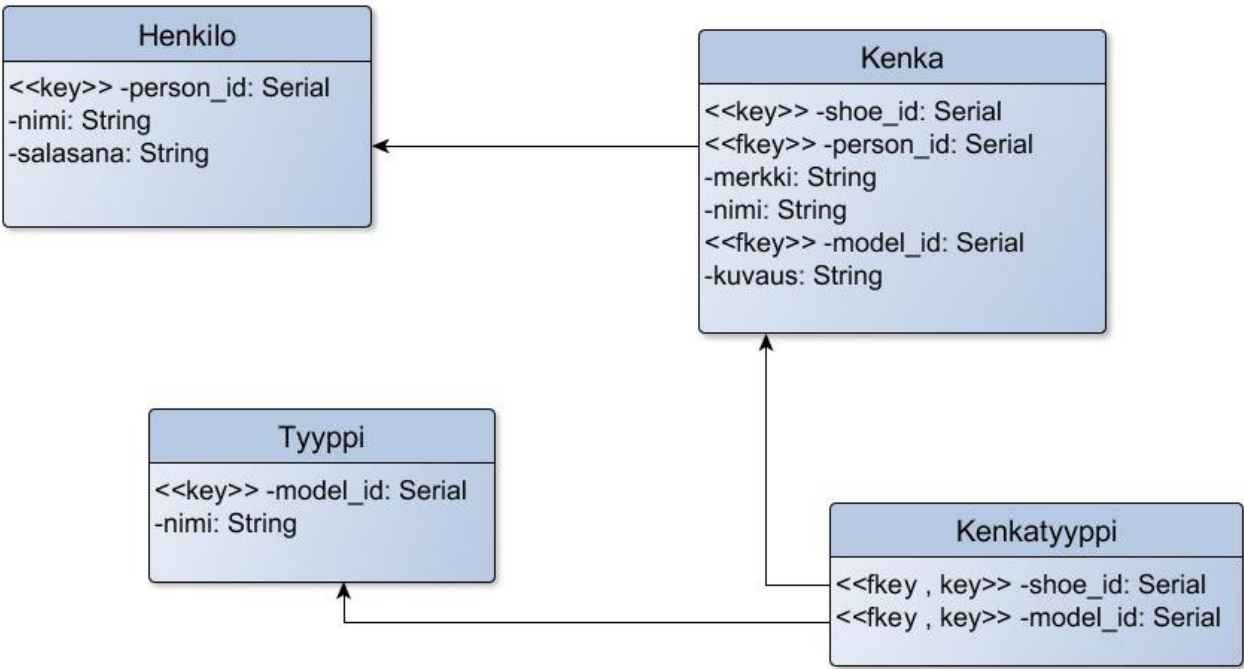 Henkilo
<<key>> -person_id: Serial
-nimi: String
-salasana: String
Kenka
<<key>> -shoe_id: Serial
<<fkey>> -person_id: Serial
-merkki: String
-nimi: String
<<fkey>> -model_id: Serial
-kuvaus: String
Tyyppi
<<key>> -model_id: Serial
-nimi: String
Kenkatyyppi
<<fkey , key>> -shoe_id: Serial
<<fkey , key>> -model_id: Serial